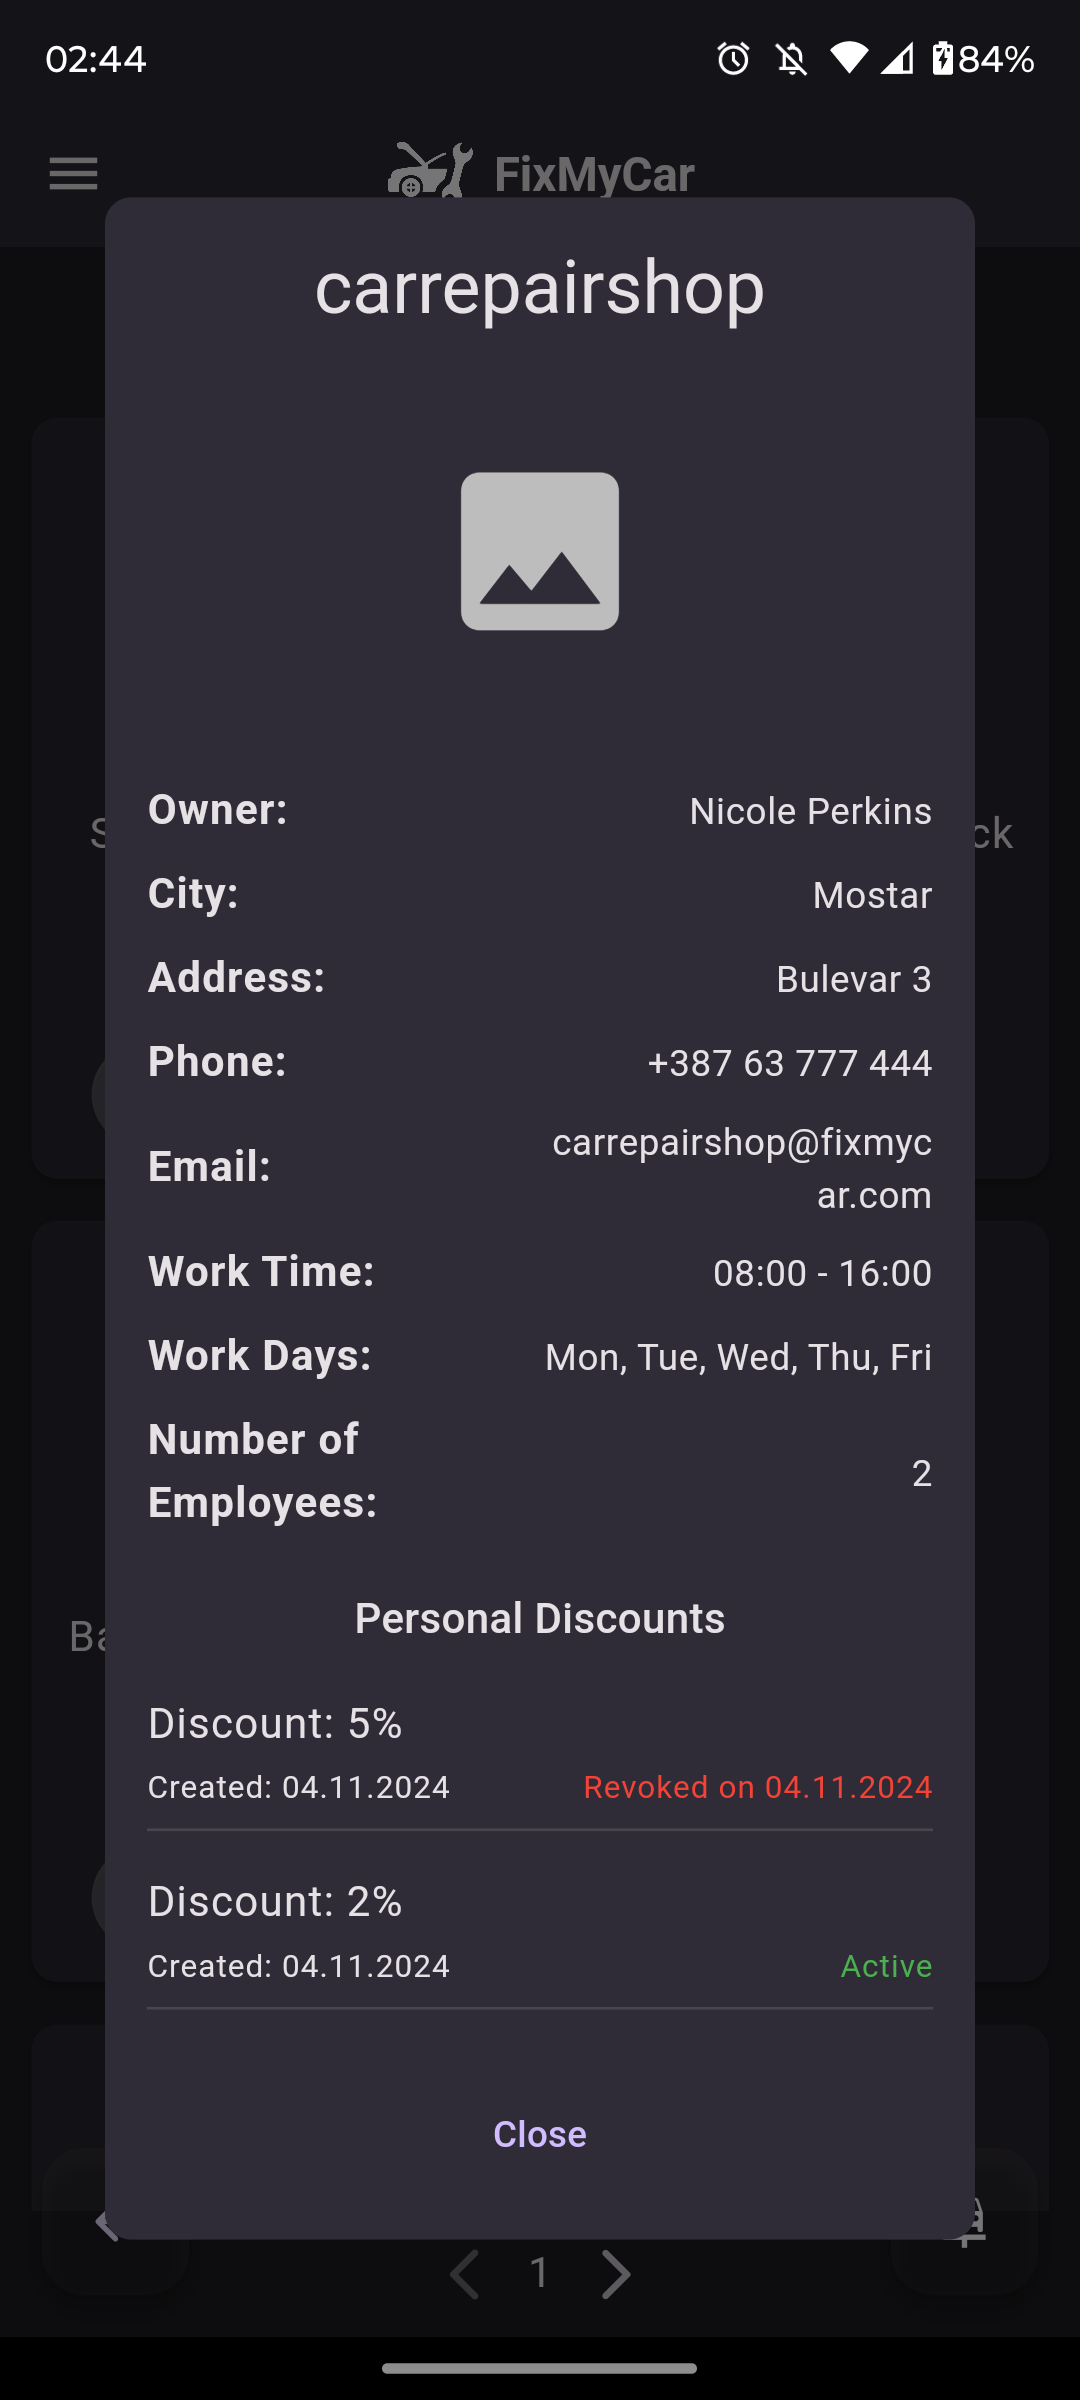 02:44
84%
FixMyCar
carrepairshop
Owner: Nicole Perkins
City: Mostar
Address: Bulevar 3
Phone: +387 63 777 444
Email: carrepairshop@fixmyc
ar.com
Work Time: 08:00 - 16:00
Work Days: Mon, Tue, Wed, Thu, Fri
Number of
Employees: 2
Personal Discounts
Discount: 5%
Created: 04.11.2024 Revoked on 04.11.2024
Discount: 2%
Created: 04.11.2024 Active
Close
1